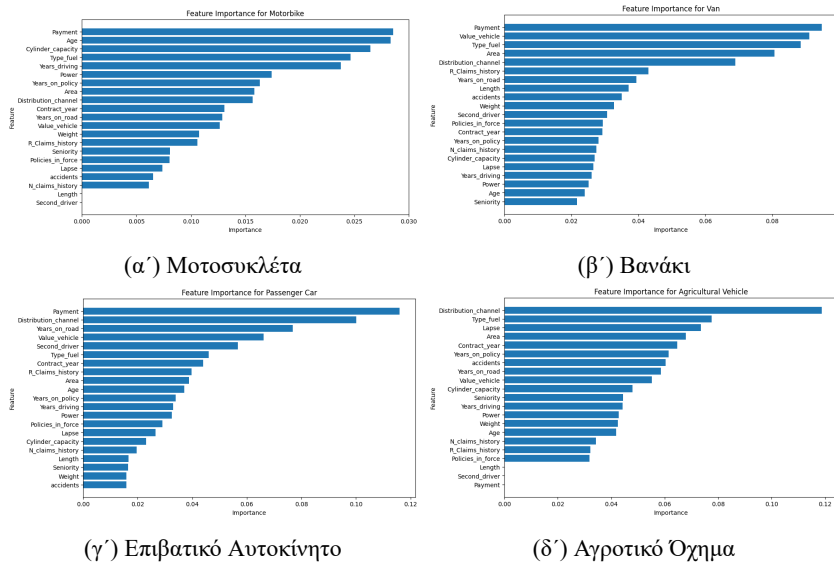 Feature Importance for Motorbike
Feature
Payment
Age
Cylinder_capacity
Type_fuel
Years_driving
Power
Years_on_policy
Area
Distribution_channel
Contract_year
Years_on_road
Value_vehicle
Weight
R_Claims_history
Seniority
Policies_in_force
Lapse
accidents
N_claims_history
Length
Second_driver
0.000 0.005 0.010 0.015 0.020 0.025 0.030
Importance
(α΄) Μοτοσυκλέτα
Feature Importance for Van
Feature
Payment
Value_vehicle
Type_fuel
Area
Distribution_channel
R_Claims_history
Years_on_road
Length
accidents
Weight
Second_driver
Policies_in_force
Contract_year
Years_on_policy
N_claims_history
Cylinder_capacity
Lapse
Years_driving
Power
Age
Seniority
0.00 0.02 0.04 0.06 0.08
Importance
(β΄) Βανάκι
Feature Importance for Passenger Car
Feature
Payment
Distribution_channel
Years_on_road
Value_vehicle
Second_driver
Type_fuel
Contract_year
R_Claims_history
Area
Age
Years_on_policy
Years_driving
Power
Policies_in_force
Lapse
Cylinder_capacity
N_claims_history
Length
Seniority
Weight
accidents
0.00 0.02 0.04 0.06 0.08 0.10 0.12
Importance
(γ΄) Επιβατικό Αυτοκίνητο
Feature Importance for Agricultural Vehicle
Feature
Distribution_channel
Type_fuel
Lapse
Area
Contract_year
Years_on_policy
accidents
Years_on_road
Value_vehicle
Cylinder_capacity
Seniority
Years_driving
Power
Weight
Age
N_claims_history
R_Claims_history
Policies_in_force
Length
Second_driver
Payment
0.00 0.02 0.04 0.06 0.08 0.10 0.12
Importance
(δ΄) Αγροτικό Όχημα